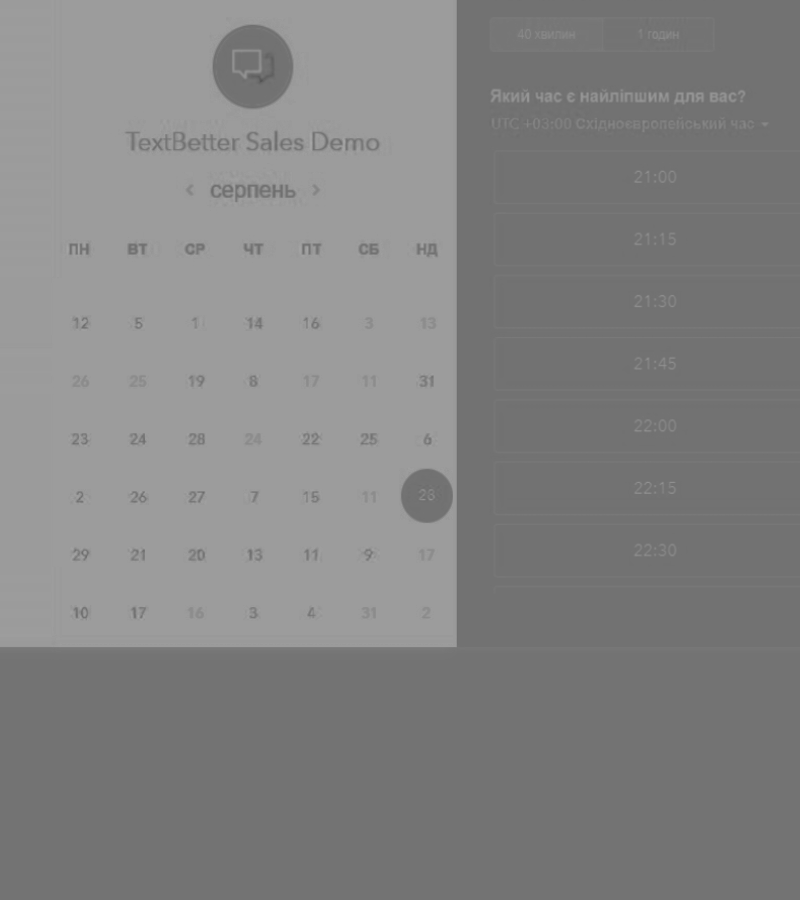 TextBetter Sales Demo
‹ серпень ›
ПН ВТ СР ЧТ ПТ СБ НД
12 5 1 14 16 3 13
26 25 19 8 17 11 31
23 24 28 24 22 25 6
2 26 27 7 15 11 23
29 21 20 13 11 9 17
10 17 16 3 4 31 2
40 хвилин 1 годин
Який час є найліпшим для вас?
UTC +03:00 Східноєвропейський час
21:00
21:15
21:30
21:45
22:00
22:15
22:30